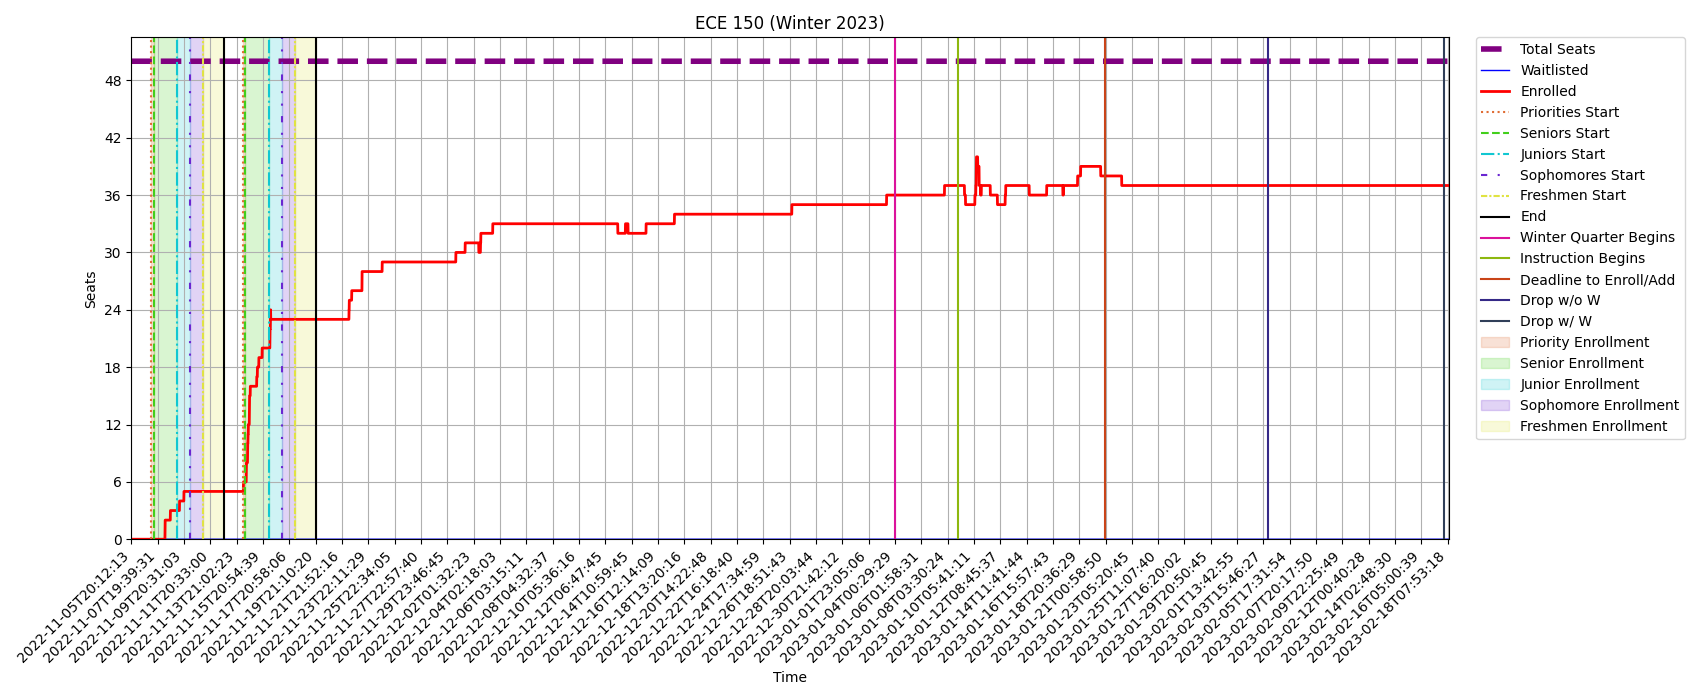 ECE 150 (Winter 2023)
Seats
48
42
36
30
24
18
12
6
0
2022-11-05T20:12:13
2022-11-07T19:39:31
2022-11-09T20:31:03
2022-11-11T20:33:00
2022-11-13T21:02:23
2022-11-15T20:54:39
2022-11-17T20:58:06
2022-11-19T21:10:20
2022-11-21T21:52:16
2022-11-23T22:11:29
2022-11-25T22:34:05
2022-11-27T22:57:40
2022-11-29T23:46:45
2022-12-02T01:32:23
2022-12-04T02:18:03
2022-12-06T03:15:11
2022-12-08T04:32:37
2022-12-10T05:36:16
2022-12-12T06:47:45
2022-12-14T10:59:45
2022-12-16T12:14:09
2022-12-18T13:20:16
2022-12-20T14:22:48
2022-12-22T16:18:40
2022-12-24T17:34:59
2022-12-26T18:51:43
2022-12-28T20:03:44
2022-12-30T21:42:12
2023-01-01T23:05:06
2023-01-04T00:29:29
2023-01-06T01:58:31
2023-01-08T03:30:24
2023-01-10T05:41:11
2023-01-12T08:45:37
2023-01-14T11:41:44
2023-01-16T15:57:43
2023-01-18T20:36:29
2023-01-21T00:58:50
2023-01-23T05:20:45
2023-01-25T11:07:40
2023-01-27T16:20:02
2023-01-29T20:50:45
2023-02-01T13:42:55
2023-02-03T15:46:27
2023-02-05T17:31:54
2023-02-07T20:17:50
2023-02-09T22:25:49
2023-02-12T00:40:28
2023-02-14T02:48:30
2023-02-16T05:00:39
2023-02-18T07:53:18
Time
Total Seats
Waitlisted
Enrolled
Priorities Start
Seniors Start
Juniors Start
Sophomores Start
Freshmen Start
End
Winter Quarter Begins
Instruction Begins
Deadline to Enroll/Add
Drop w/o W
Drop w/ W
Priority Enrollment
Senior Enrollment
Junior Enrollment
Sophomore Enrollment
Freshmen Enrollment